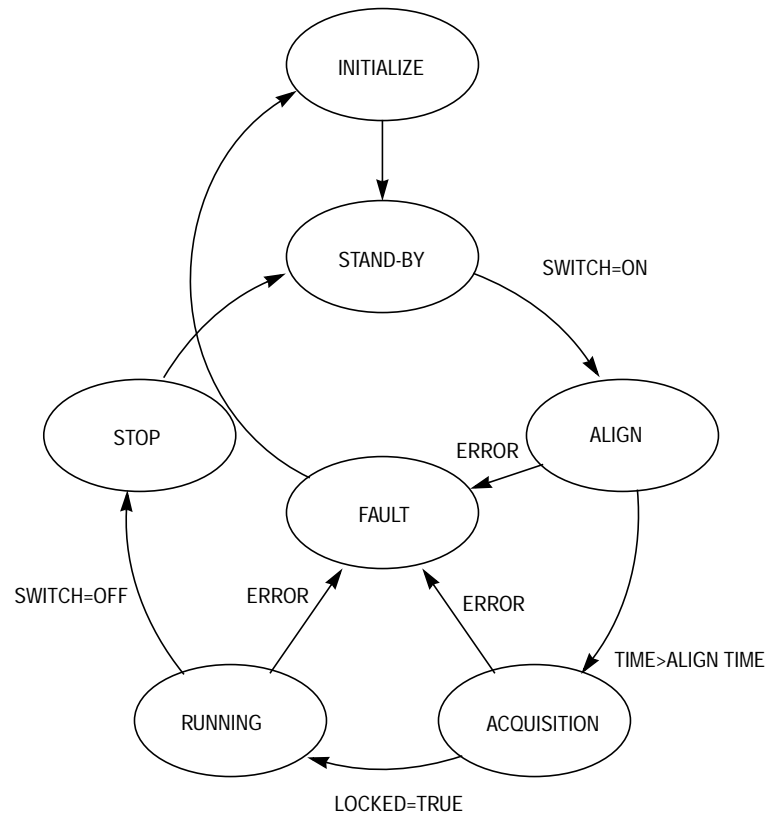 INITIALIZE
STAND-BY
SWITCH=ON
STOP
ALIGN
ERROR
FAULT
SWITCH=OFF
ERROR
ERROR
TIME>ALIGN TIME
RUNNING
ACQUISITION
LOCKED=TRUE